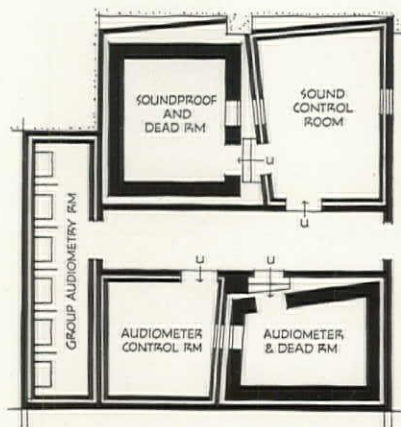 SOUNDPROOF
AND
DEAD RM
SOUND
CONTROL
ROOM
U
U
GROUP AUDIOMETRY RM
U
U
AUDIOMETER
CONTROL RM
AUDIOMETER
& DEAD RM